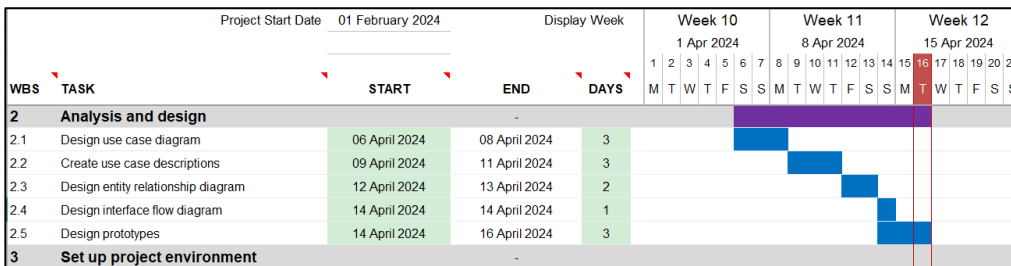 Project Start Date 01 February 2024 Display Week Week 10 Week 11 Week 12
1 Apr 2024 8 Apr 2024 15 Apr 2024
1 2 3 4 5 6 7 8 9 10 11 12 13 14 15 16 17 18 19 20
WBS TASK START END DAYS M T W T F S S M T W T F S S M T W T F S
2 Analysis and design -
2.1 Design use case diagram 06 April 2024 08 April 2024 3
2.2 Create use case descriptions 09 April 2024 11 April 2024 3
2.3 Design entity relationship diagram 12 April 2024 13 April 2024 2
2.4 Design interface flow diagram 14 April 2024 14 April 2024 1
2.5 Design prototypes 14 April 2024 16 April 2024 3
3 Set up project environment -